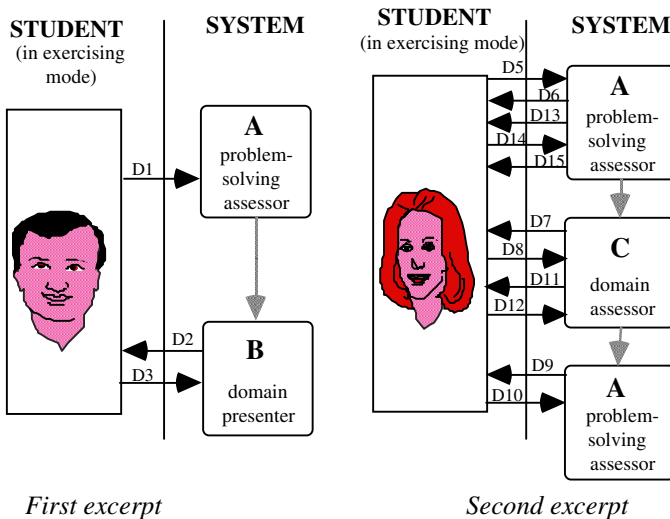 STUDENT
(in exercising
mode)
SYSTEM
D1
A
problem-
solving
assessor
D2
D3
B
domain
presenter
First excerpt
STUDENT
(in exercising mode)
SYSTEM
D5
D6
D13
D14
D15
A
problem-
solving
assessor
D7
D8
D11
D12
C
domain
assessor
D9
D10
A
problem-
solving
assessor
Second excerpt